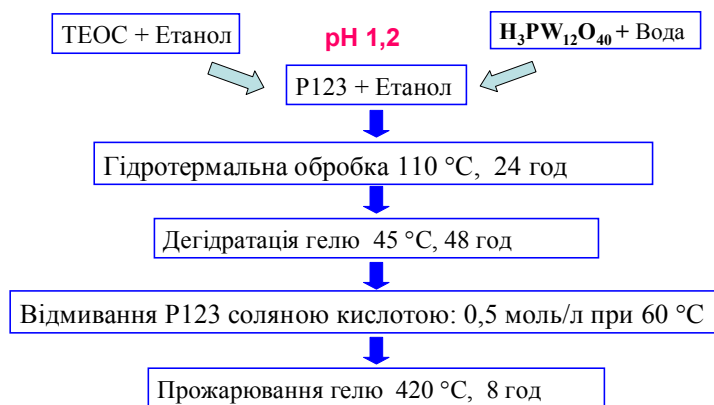 ТЕОС + Етанол
pH 1,2
H₃PW₁₂O₄₀ + Вода
P123 + Етанол
Гідротермальна обробка 110 °C, 24 год
Дегідратація гелю 45 °C, 48 год
Відмивання P123 соляною кислотою: 0,5 моль/л при 60 °C
Прожарювання гелю 420 °C, 8 год